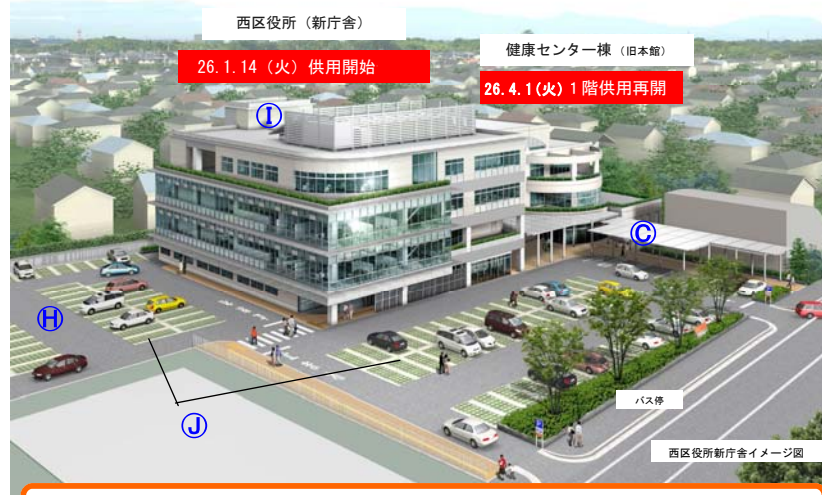 西区役所（新庁舎）
26.1.14（火）供用開始
健康センター棟（旧本館）
26.4.1(火)１階供用再開
Ⓘ
Ⓒ
Ⓗ
Ⓙ
バス停
西区役所新庁舎イメージ図